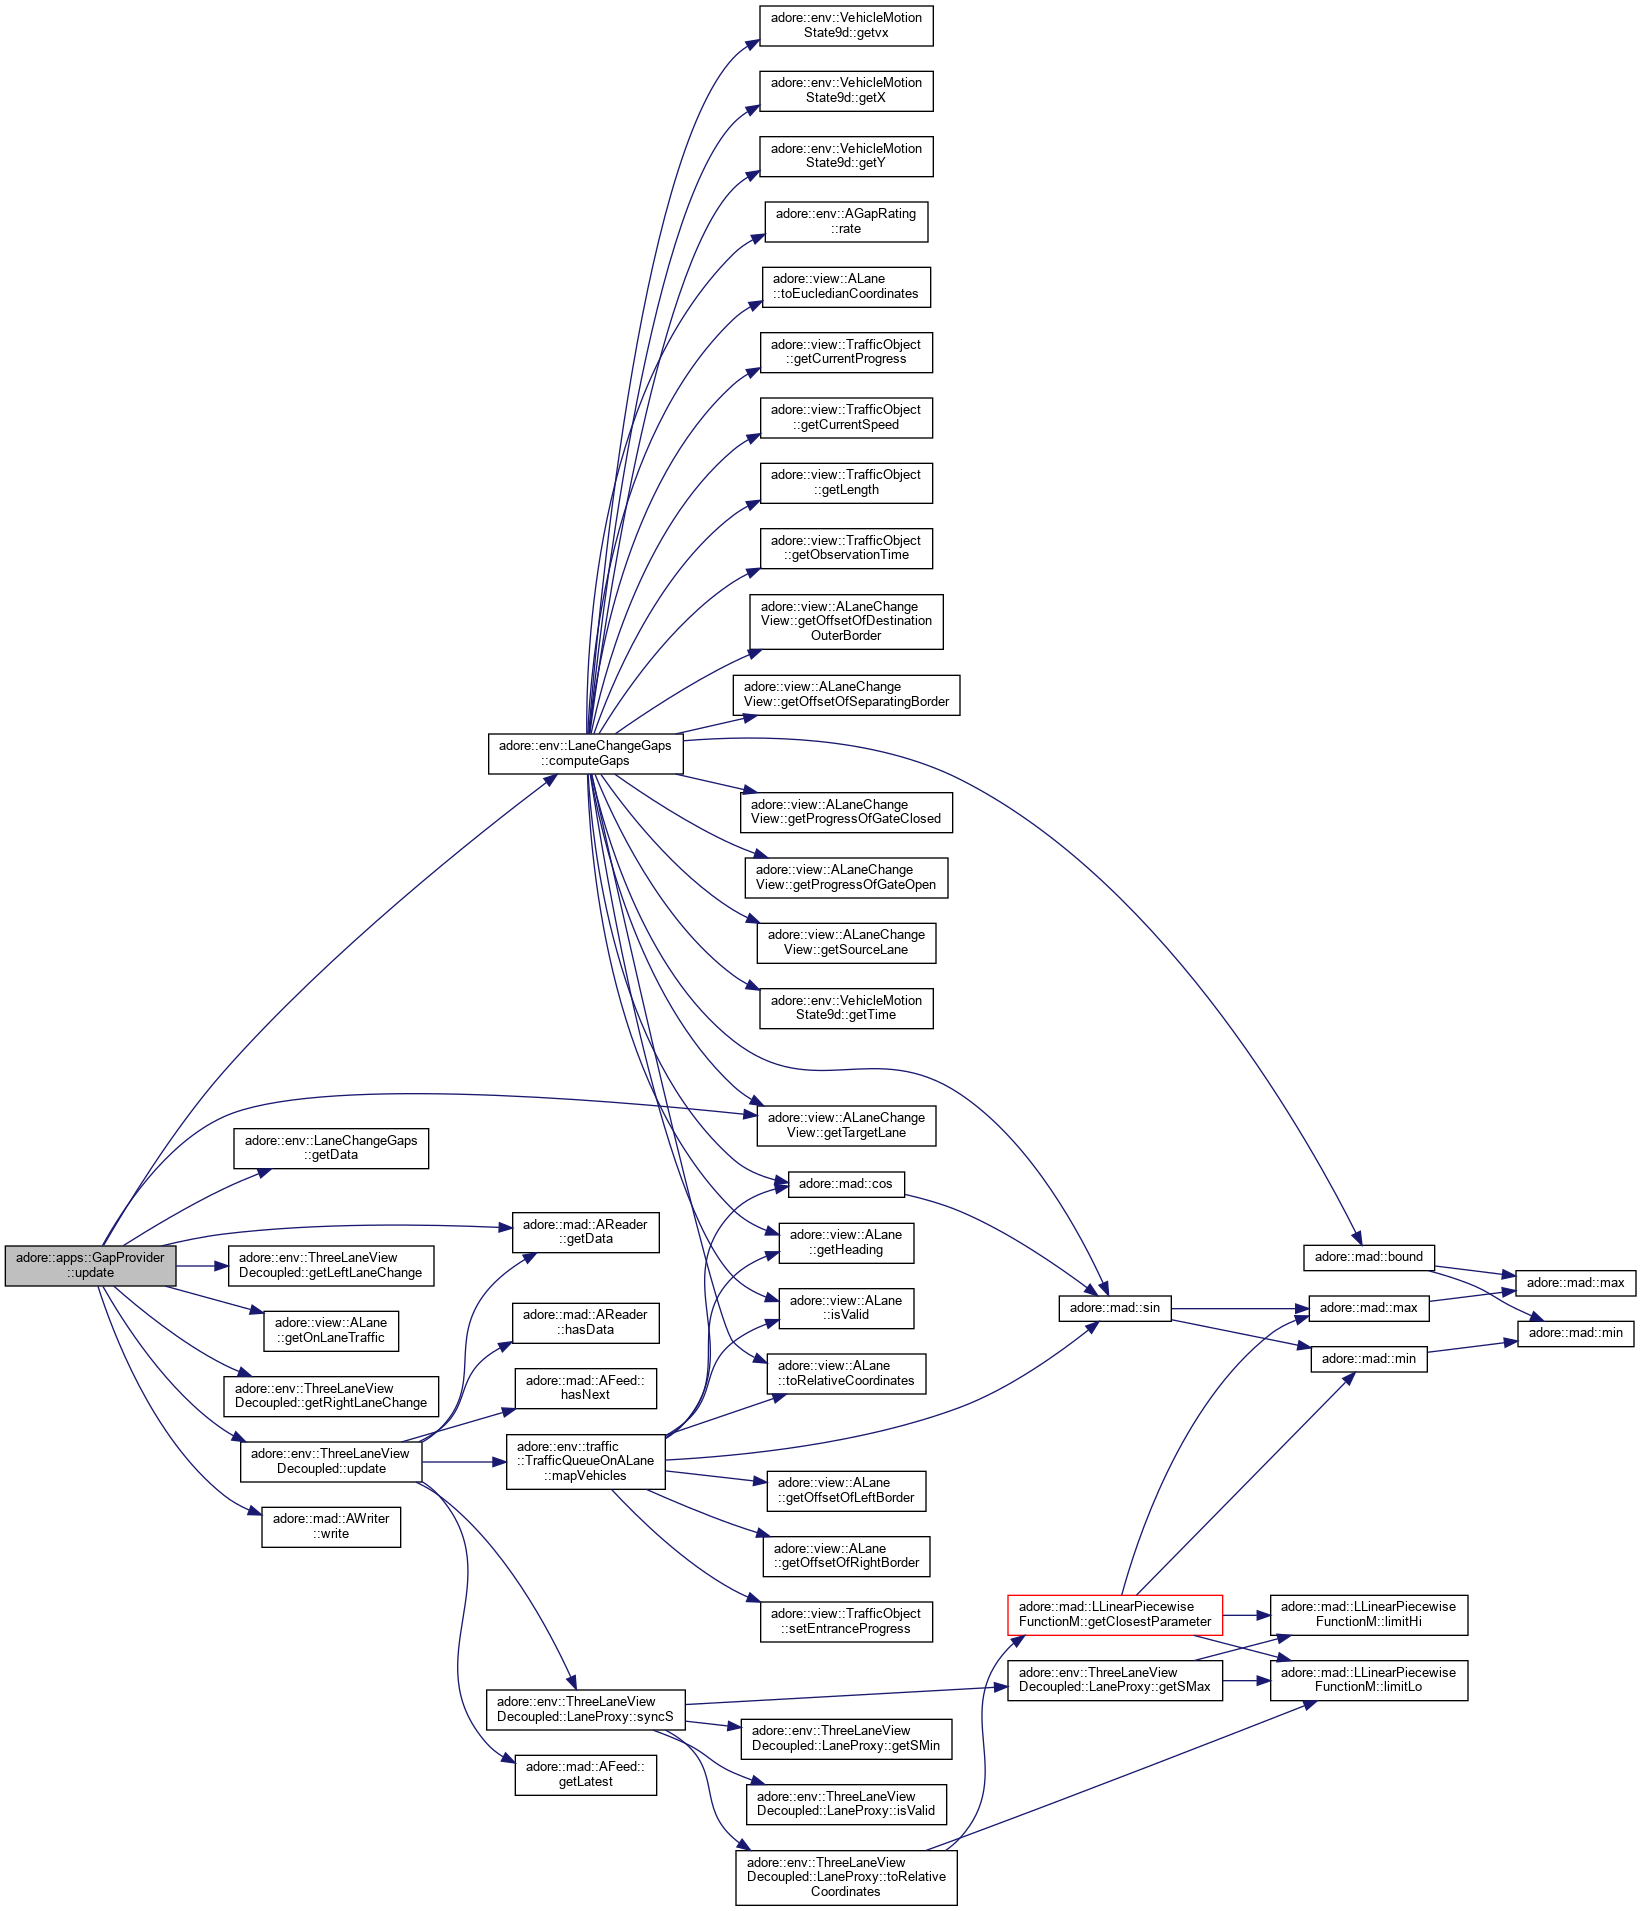 adore::apps::GapProvider
::update
adore::env::LaneChangeGaps
::computeGaps
adore::env::VehicleMotion
State9d::getvx
adore::env::VehicleMotion
State9d::getX
adore::env::VehicleMotion
State9d::getY
adore::env::AGapRating
::rate
adore::view::ALane
::toEucledianCoordinates
adore::view::TrafficObject
::getCurrentProgress
adore::view::TrafficObject
::getCurrentSpeed
adore::view::TrafficObject
::getLength
adore::view::TrafficObject
::getObservationTime
adore::view::ALaneChange
View::getOffsetOfDestination
OuterBorder
adore::view::ALaneChange
View::getOffsetOfSeparatingBorder
adore::view::ALaneChange
View::getProgressOfGateClosed
adore::view::ALaneChange
View::getProgressOfGateOpen
adore::view::ALaneChange
View::getSourceLane
adore::env::VehicleMotion
State9d::getTime
adore::view::ALaneChange
View::getTargetLane
adore::mad::cos
adore::view::ALane
::getHeading
adore::view::ALane
::isValid
adore::view::ALane
::toRelativeCoordinates
adore::mad::sin
adore::mad::bound
adore::mad::max
adore::mad::min
adore::mad::max
adore::mad::min
adore::env::LaneChangeGaps
::getData
adore::mad::AReader
::getData
adore::env::ThreeLaneView
Decoupled::getLeftLaneChange
adore::view::ALane
::getOnLaneTraffic
adore::env::ThreeLaneView
Decoupled::getRightLaneChange
adore::env::ThreeLaneView
Decoupled::update
adore::mad::AWriter
::write
adore::mad::AReader
::hasData
adore::mad::AFeed::
hasNext
adore::env::traffic
::TrafficQueueOnALane
::mapVehicles
adore::view::ALane
::getOffsetOfLeftBorder
adore::view::ALane
::getOffsetOfRightBorder
adore::view::TrafficObject
::setEntranceProgress
adore::env::ThreeLaneView
Decoupled::LaneProxy::syncS
adore::mad::AFeed::
getLatest
adore::env::ThreeLaneView
Decoupled::LaneProxy::getSMax
adore::env::ThreeLaneView
Decoupled::LaneProxy::getSMin
adore::env::ThreeLaneView
Decoupled::LaneProxy::isValid
adore::env::ThreeLaneView
Decoupled::LaneProxy::toRelative
Coordinates
adore::mad::LLinearPiecewise
FunctionM::getClosestParameter
adore::mad::LLinearPiecewise
FunctionM::limitHi
adore::mad::LLinearPiecewise
FunctionM::limitLo